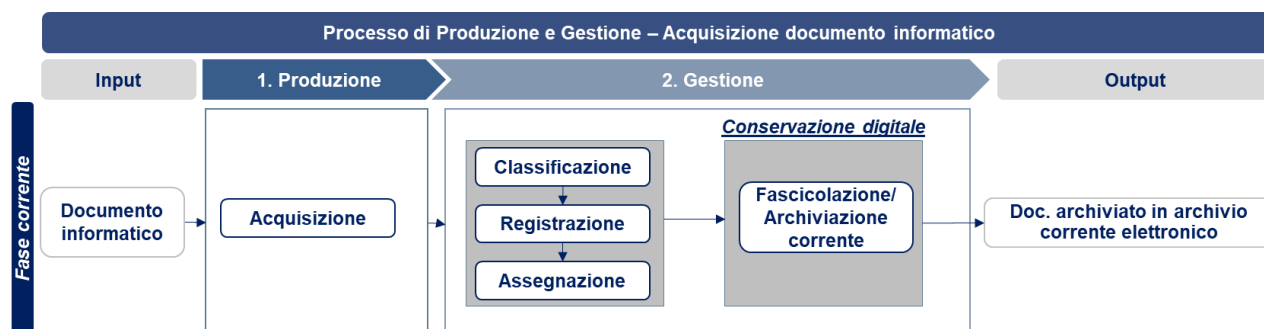 Processo di Produzione e Gestione – Acquisizione documento informatico
Input
1. Produzione
2. Gestione
Output
Fase corrente
Documento
informatico
Acquisizione
Classificazione
Registrazione
Assegnazione
Conservazione digitale
Fascicolazione/
Archiviazione
corrente
Doc. archiviato in archivio
corrente elettronico